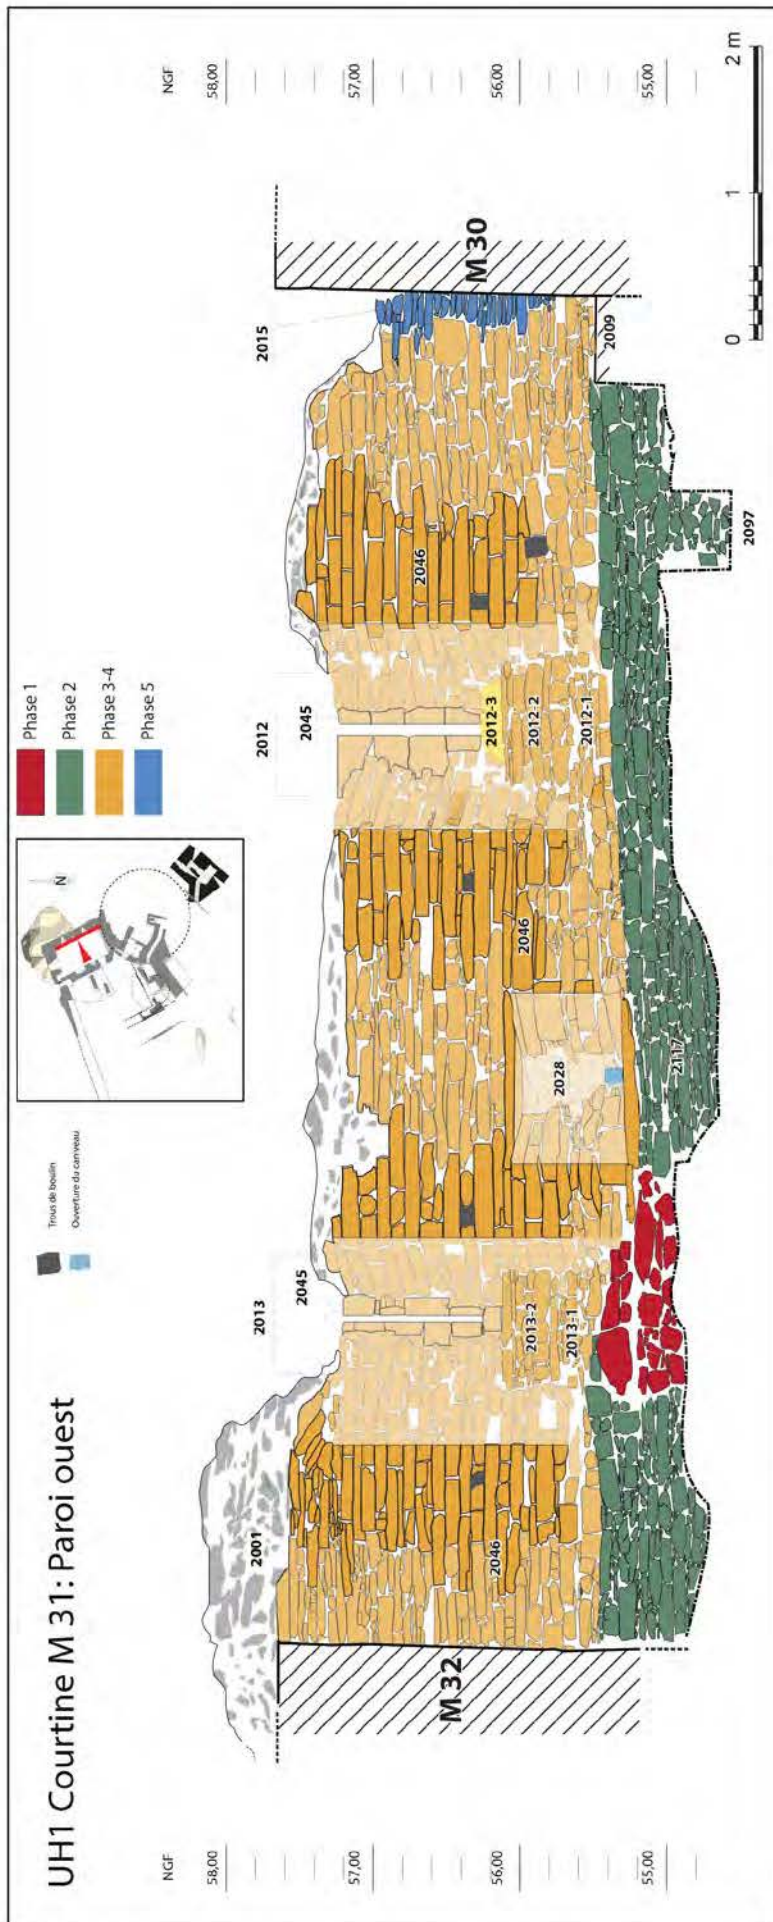 UH1 Courtine M 31: Paroi ouest
Trous de boulin
Ouverture du caniveau
N
Phase 1
Phase 2
Phase 3-4
Phase 5
NGF
58,00
57,00
56,00
55,00
NGF
58,00
57,00
56,00
55,00
2001
2013
2045
2012
2045
2015
M 32
2046
2013-2
2013-1
2028
2046
2012-3
2012-2
2012-1
2046
M 30
2009
2117
2097
0
1
2 m